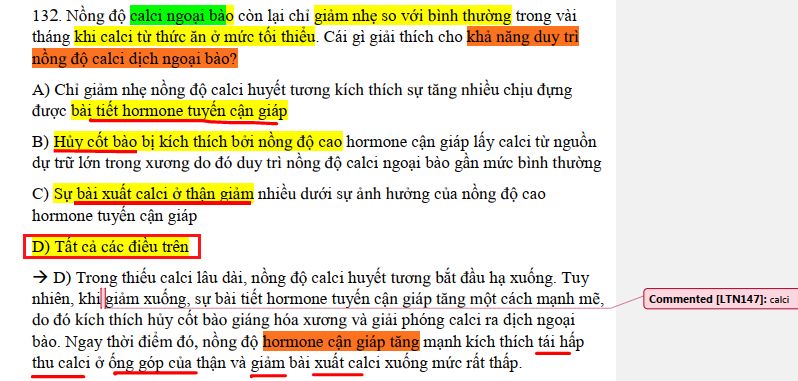 132. Nồng độ calci ngoại bào còn lại chỉ giảm nhẹ so với bình thường trong vài
tháng khi calci từ thức ăn ở mức tối thiểu. Cái gì giải thích cho khả năng duy trì
nồng độ calci dịch ngoại bào?
A) Chỉ giảm nhẹ nồng độ calci huyết tương kích thích sự tăng nhiều chịu đựng
được bài tiết hormone tuyến cận giáp
B) Hủy cốt bào bị kích thích bởi nồng độ cao hormone cận giáp lấy calci từ nguồn
dự trữ lớn trong xương do đó duy trì nồng độ calci ngoại bào gần mức bình thường
C) Sự bài xuất calci ở thận giảm nhiều dưới sự ảnh hưởng của nồng độ cao
hormone tuyến cận giáp
D) Tất cả các điều trên
→ D) Trong thiếu calci lâu dài, nồng độ calci huyết tương bắt đầu hạ xuống. Tuy
nhiên, khi giảm xuống, sự bài tiết hormone tuyến cận giáp tăng một cách mạnh mẽ,
Commented [LTN147]: calci
do đó kích thích hủy cốt bào giáng hóa xương và giải phóng calci ra dịch ngoại
bào. Ngay thời điểm đó, nồng độ hormone cận giáp tăng mạnh kích thích tái hấp
thu calci ở ống góp của thận và giảm bài xuất calci xuống mức rất thấp.